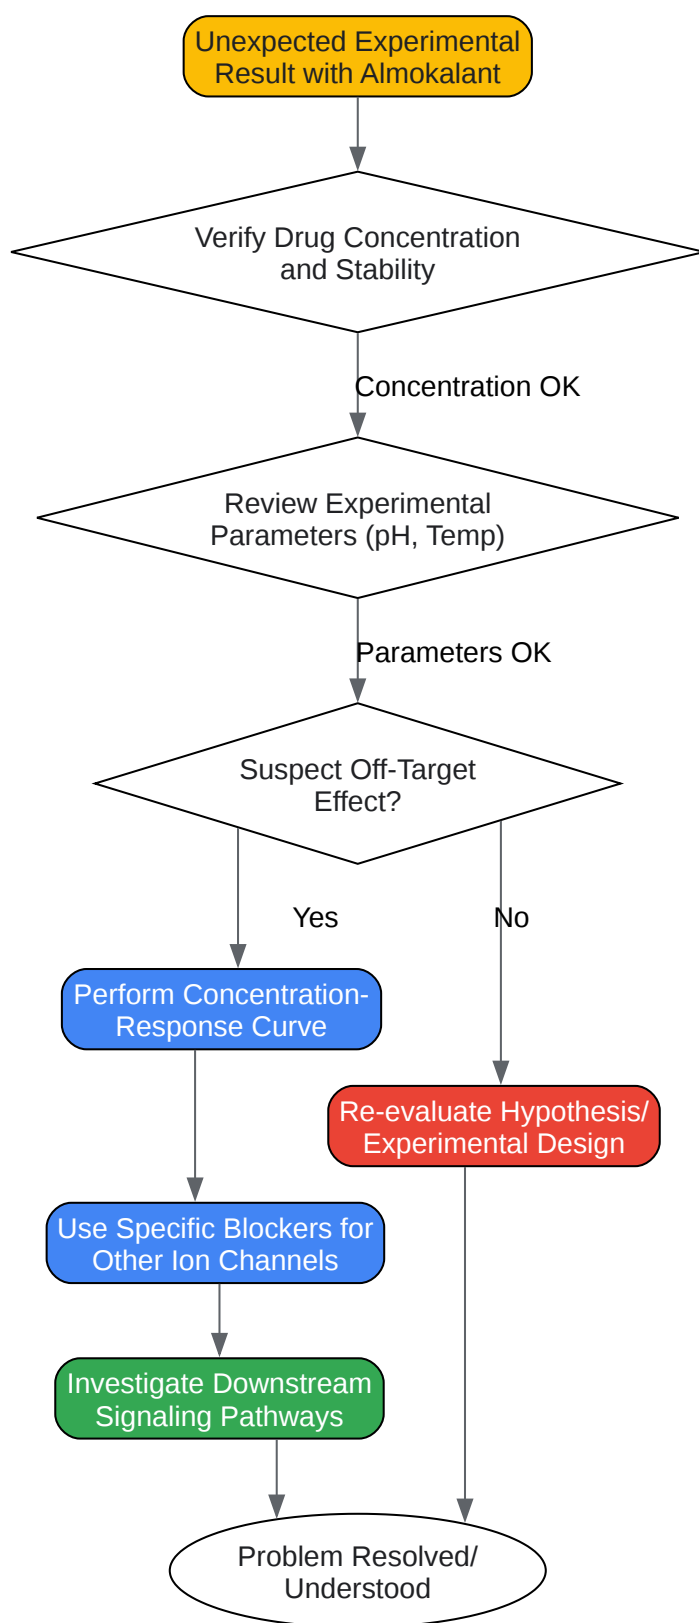 Unexpected Experimental
Result with Almokalant
Verify Drug Concentration
and Stability
Concentration OK
Review Experimental
Parameters (pH, Temp)
Parameters OK
Suspect Off-Target
Effect?
Yes
No
Perform Concentration-
Response Curve
Re-evaluate Hypothesis/
Experimental Design
Use Specific Blockers for
Other Ion Channels
Investigate Downstream
Signaling Pathways
Problem Resolved/
Understood